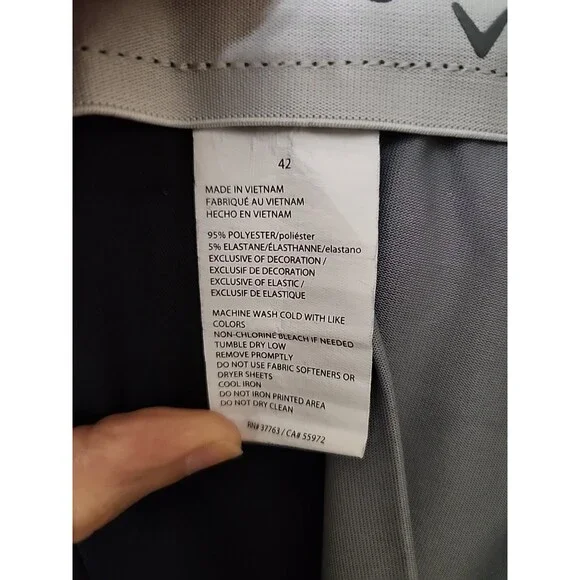 42
MADE IN VIETNAM
FABRIQUÉ AU VIETNAM
HECHO EN VIETNAM
95% POLYESTER/poliéster
5% ELASTANE/ÉLASTHANNE/elastano
EXCLUSIVE OF DECORATION /
EXCLUSIF DE DECORATION
EXCLUSIVE OF ELASTIC /
EXCLUSIF DE ELASTIQUE
MACHINE WASH COLD WITH LIKE
COLORS
NON-CHLORINE BLEACH IF NEEDED
TUMBLE DRY LOW
REMOVE PROMPTLY
DO NOT USE FABRIC SOFTENERS OR
DRYER SHEETS
COOL IRON
DO NOT IRON PRINTED AREA
DO NOT DRY CLEAN
RN# 37763 / CA# 55972